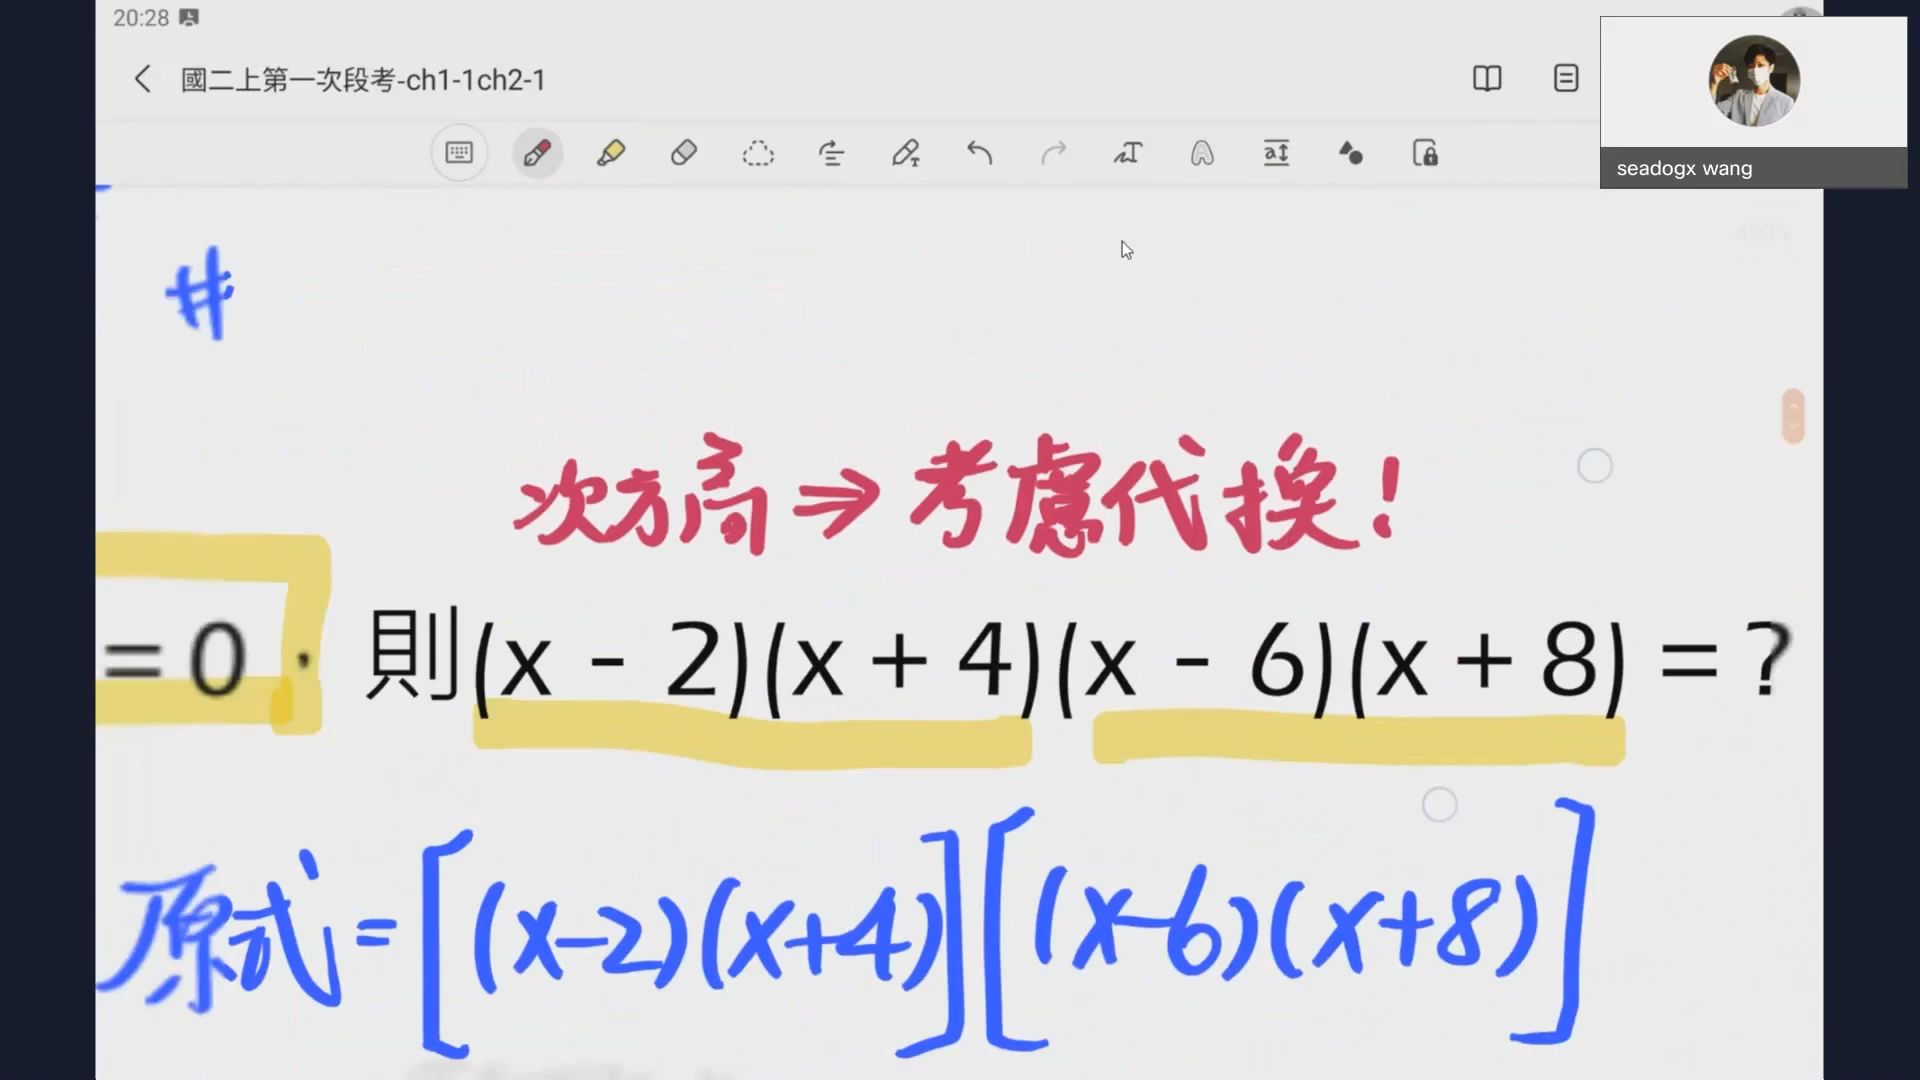 20:28
國二上第一次段考-ch1-1ch2-1
seadogx wang
#
次方高⇒考慮代換!
= 0，則(x - 2)(x + 4)(x - 6)(x + 8) = ?
原式=[(x-2)(x+4)][(x-6)(x+8)]